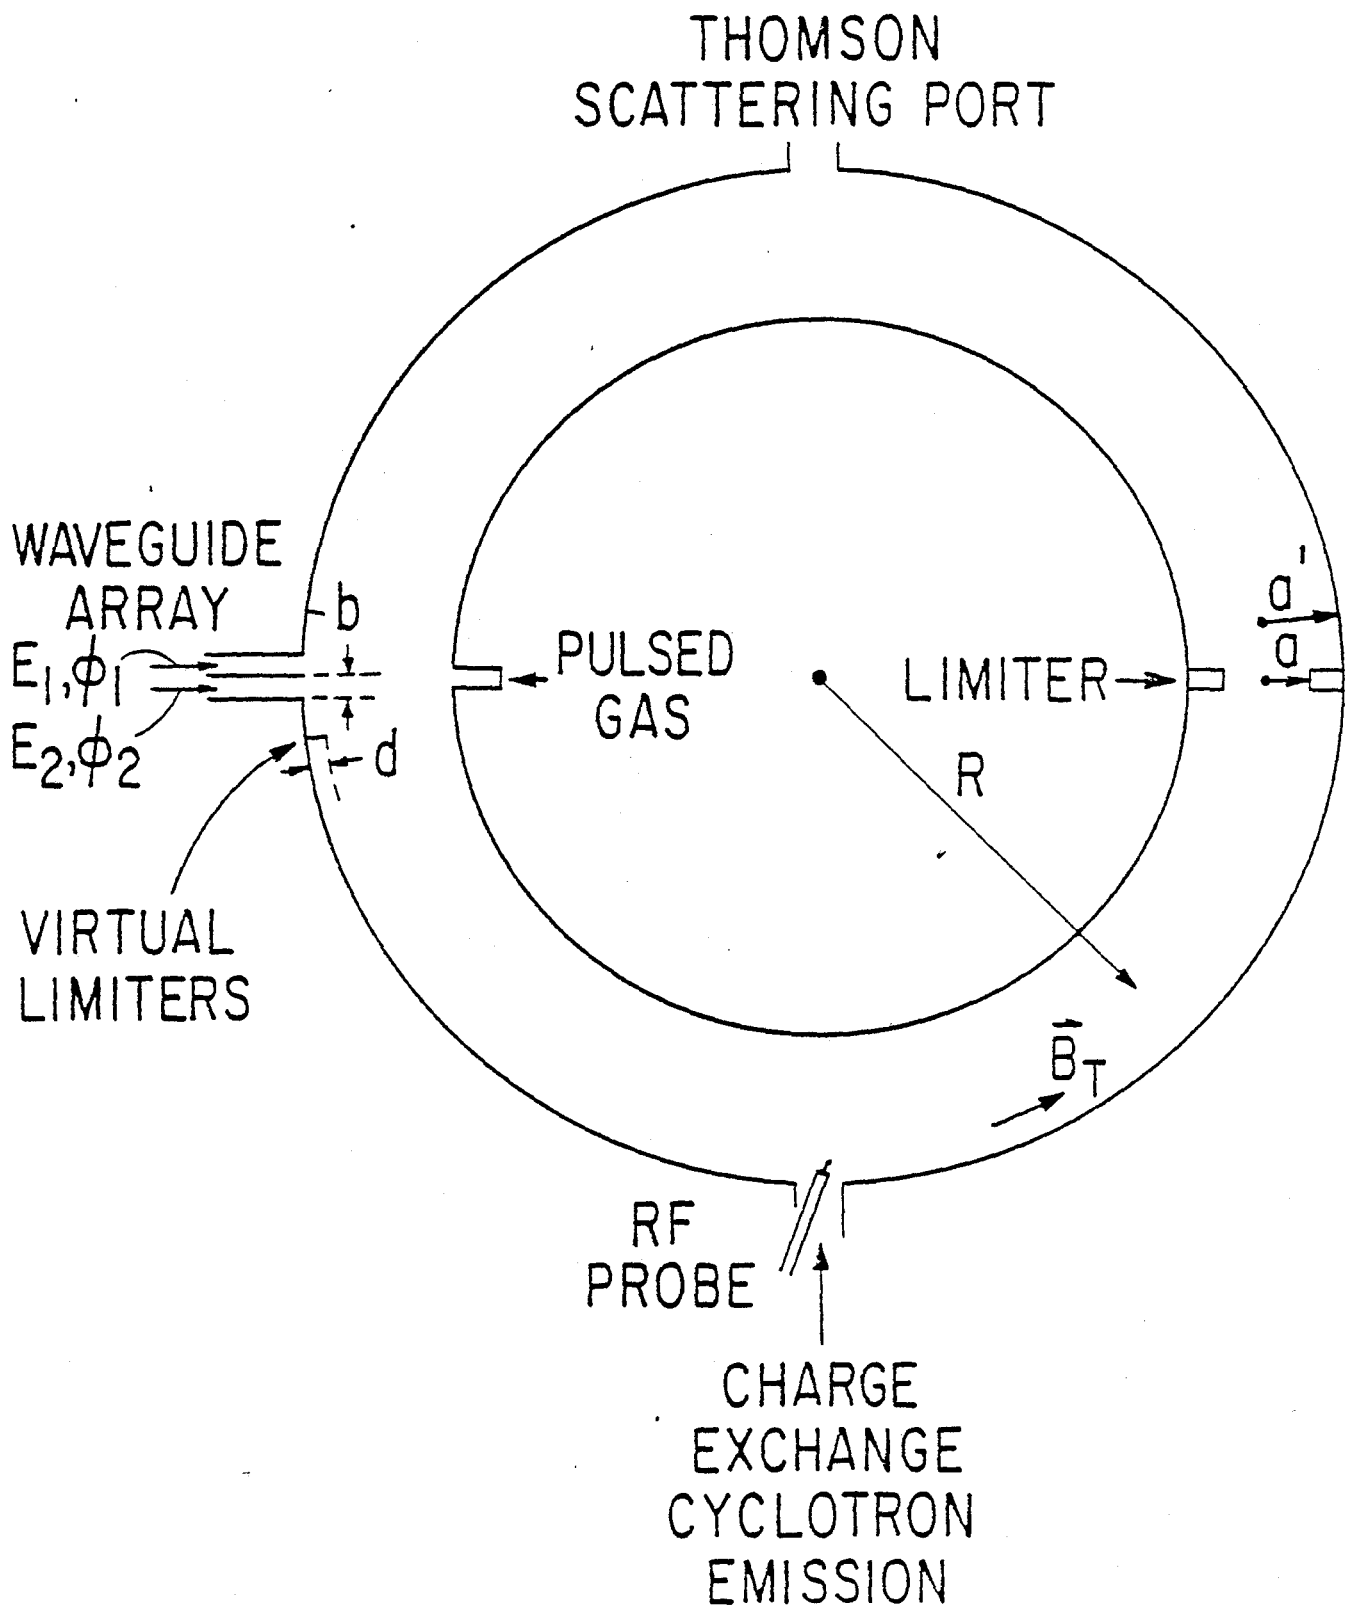 THOMSON
SCATTERING PORT
WAVEGUIDE
ARRAY
b
E₁,ϕ₁
E₂,ϕ₂
d
PULSED
GAS
LIMITER
a'
a
R
VIRTUAL
LIMITERS
B⃗_T
RF
PROBE
CHARGE
EXCHANGE
CYCLOTRON
EMISSION